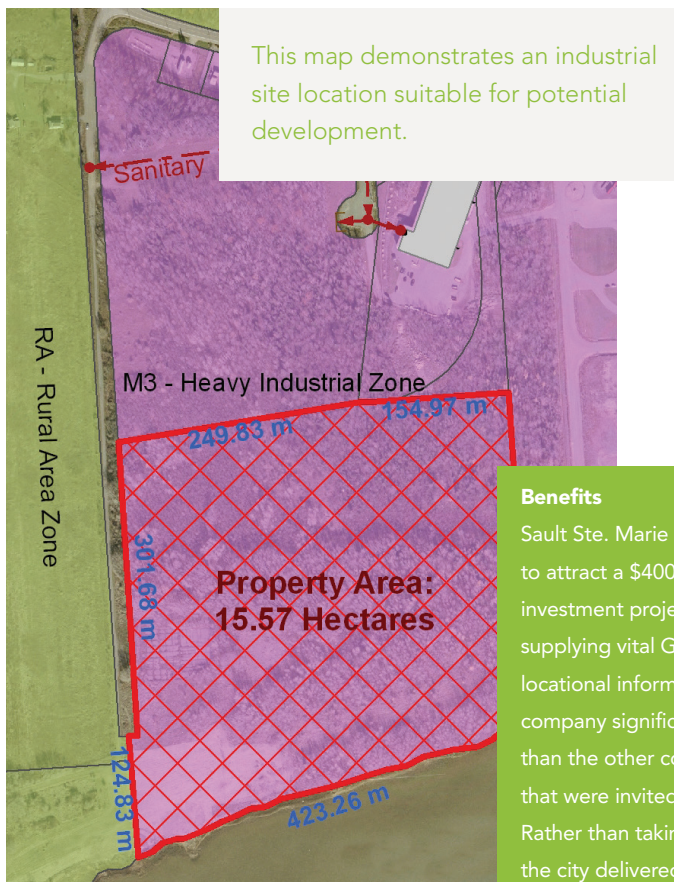 This map demonstrates an industrial
site location suitable for potential
development.
Sanitary
M3 - Heavy Industrial Zone
RA - Rural Area Zone
249.83 m
154.97 m
301.68 m
Property Area:
15.57 Hectares
124.83 m
423.26 m
Benefits
Sault Ste. Marie
to attract a $400
investment proje
supplying vital G
locational inform
company signific
than the other co
that were invited
Rather than takin
the city delivered